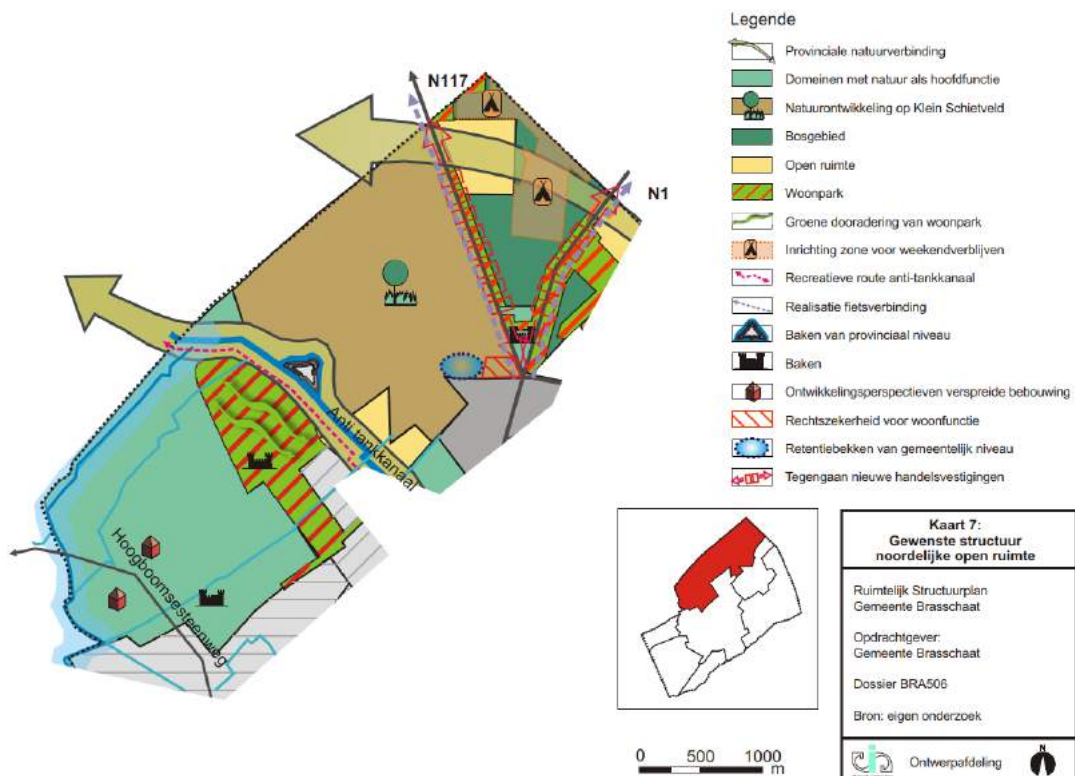 Legende
Provinciale natuurverbinding
Domeinen met natuur als hoofdfunctie
Natuurontwikkeling op Klein Schietveld
Bosgebied
Open ruimte
Woonpark
Groene dooradering van woonpark
Inrichting zone voor weekendverblijven
Recreatieve route anti-tankkanaal
Realisatie fietsverbinding
Baken van provinciaal niveau
Baken
Ontwikkelingsperspectieven verspreide bebouwing
Rechtszekerheid voor woonfunctie
Retentiebekken van gemeentelijk niveau
Tegengaan nieuwe handelsvestigingen
N117
N1
Anti tankkanaal
Hoogboomsesteenweg
Kaart 7:
Gewenste structuur
noordelijke open ruimte
Ruimtelijk Structuurplan
Gemeente Brasschaat
Opdrachtgever:
Gemeente Brasschaat
Dossier BRA506
Bron: eigen onderzoek
Ontwerpafdeling
N
0 500 1000
m